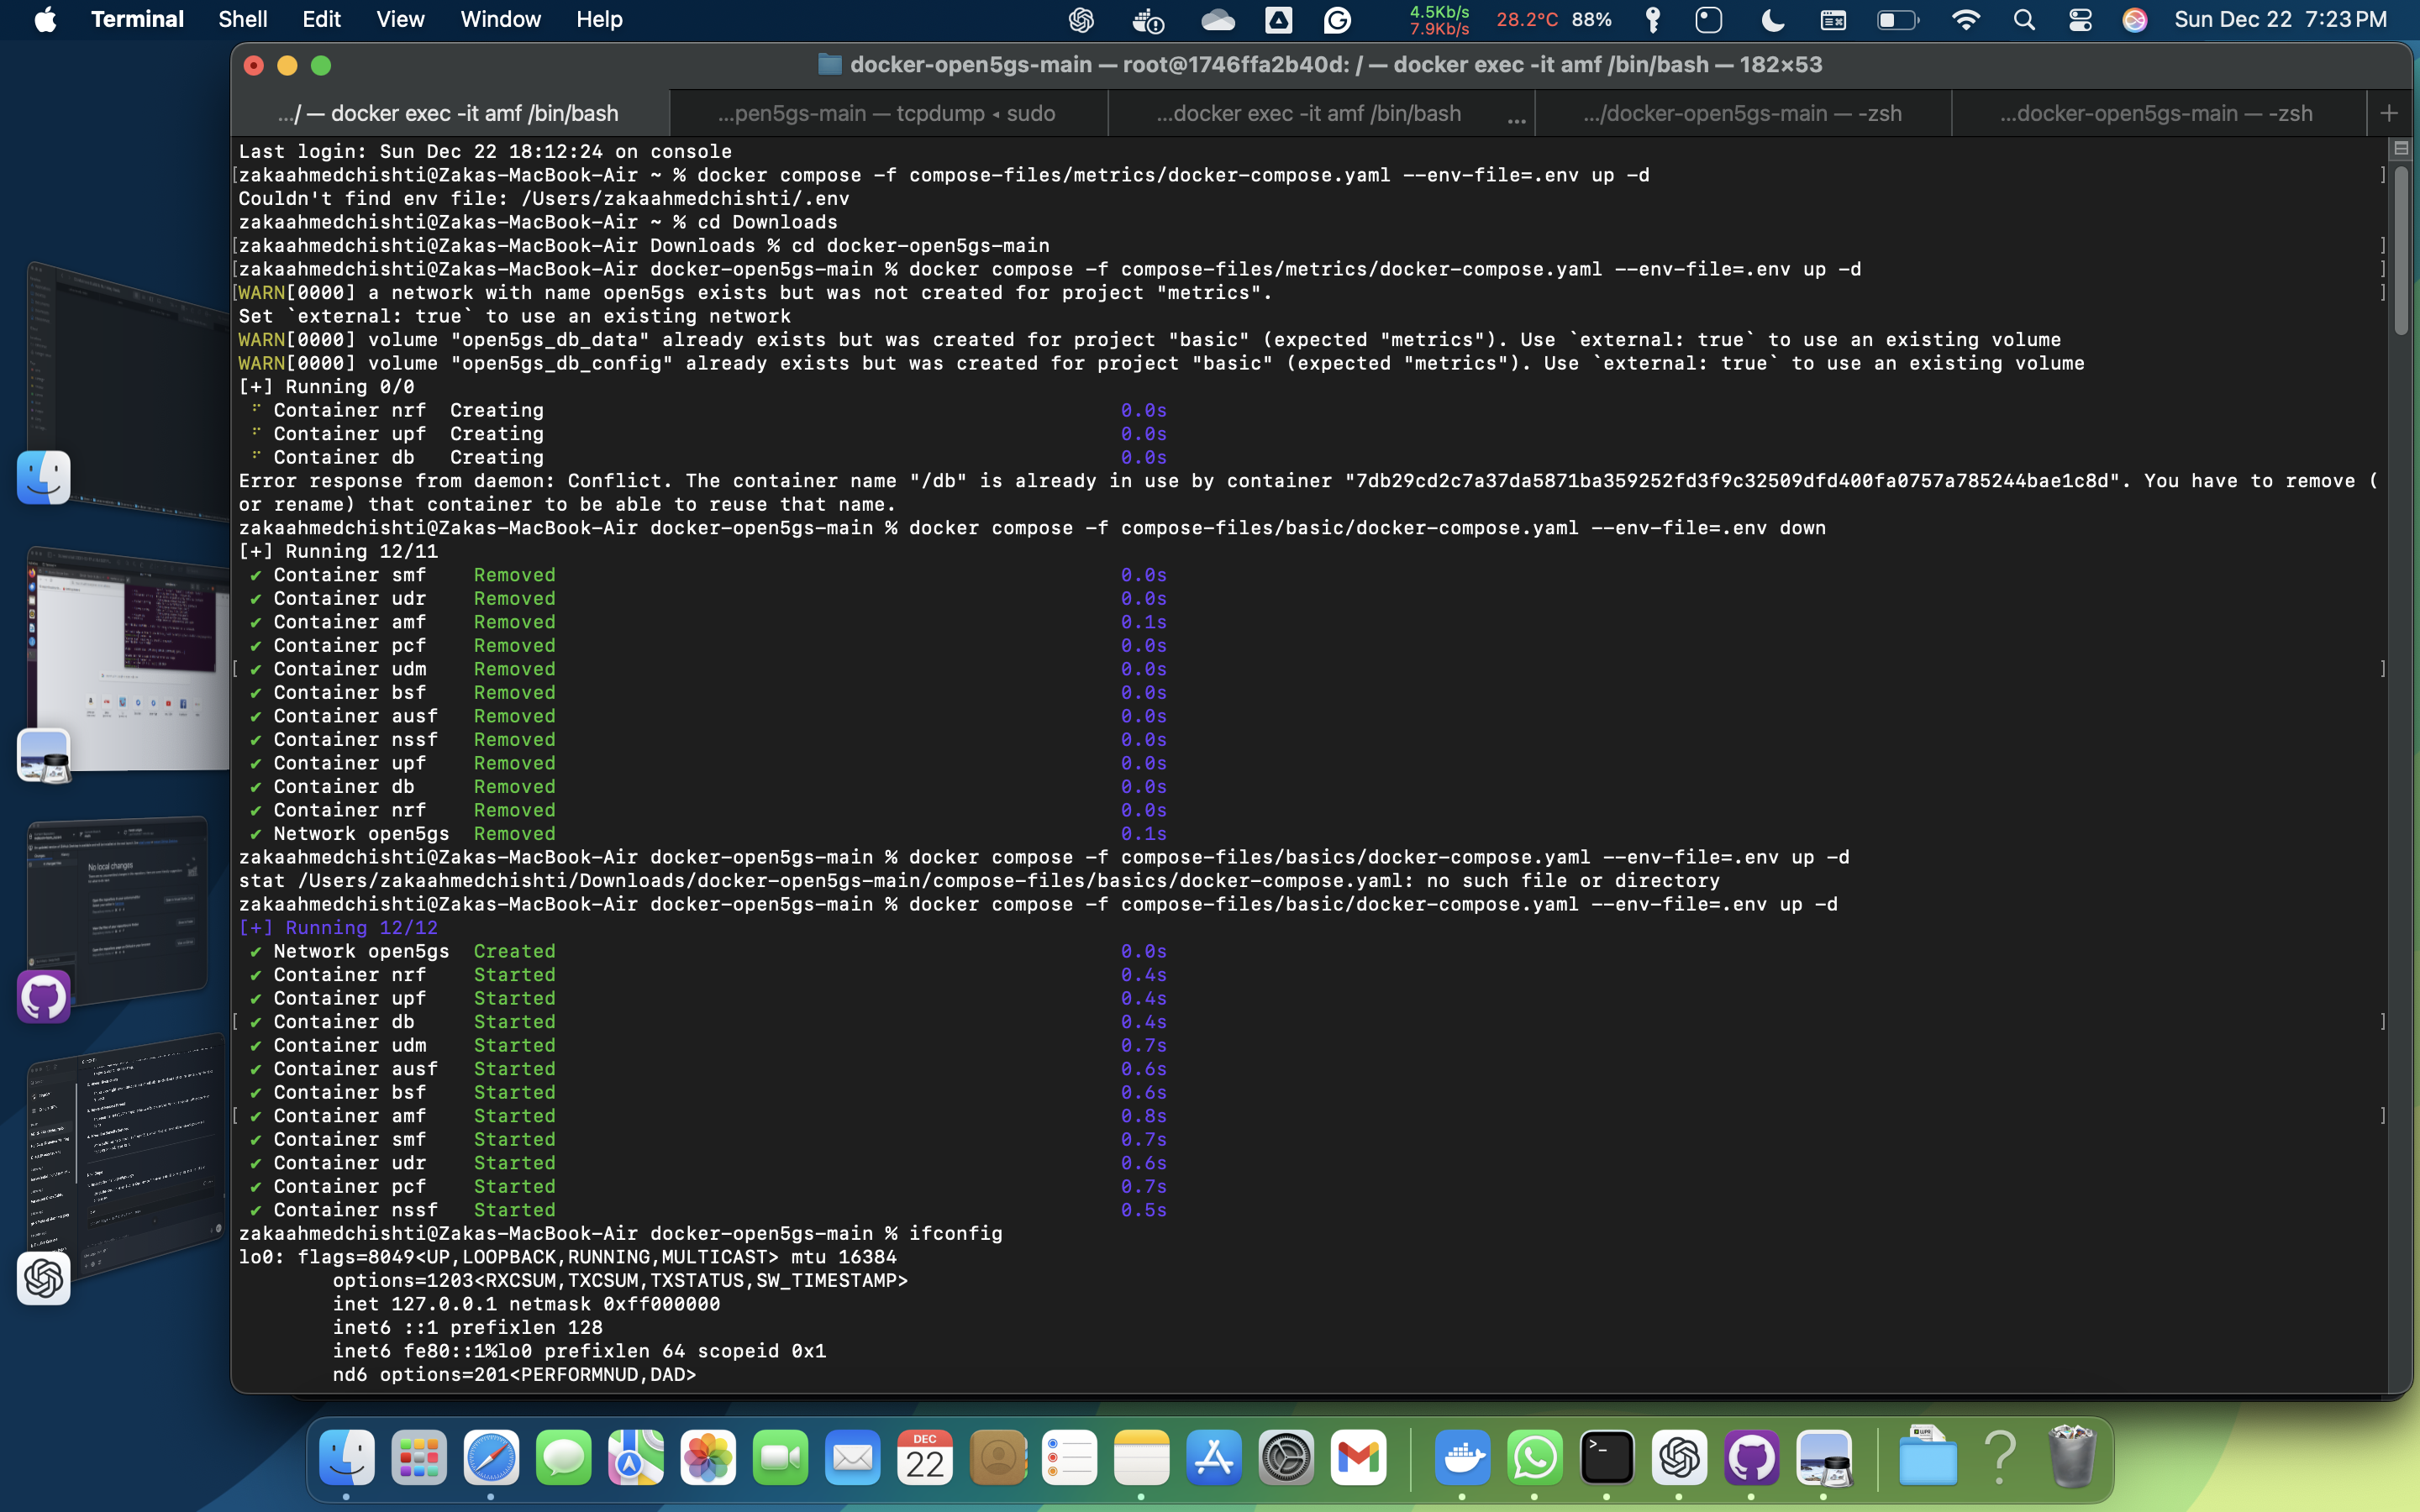 Terminal Shell Edit View Window Help 4.5Kb/s 7.9Kb/s 28.2°C 88% Sun Dec 22 7:23 PM
docker-open5gs-main — root@1746ffa2b40d: / — docker exec -it amf /bin/bash — 182×53
.../ — docker exec -it amf /bin/bash ...pen5gs-main — tcpdump ◂ sudo ...docker exec -it amf /bin/bash ... .../docker-open5gs-main — -zsh ...docker-open5gs-main — -zsh +
Last login: Sun Dec 22 18:12:24 on console
[zakaahmedchishti@Zakas-MacBook-Air ~ % docker compose -f compose-files/metrics/docker-compose.yaml --env-file=.env up -d ]
Couldn't find env file: /Users/zakaahmedchishti/.env
zakaahmedchishti@Zakas-MacBook-Air ~ % cd Downloads
[zakaahmedchishti@Zakas-MacBook-Air Downloads % cd docker-open5gs-main ]
[zakaahmedchishti@Zakas-MacBook-Air docker-open5gs-main % docker compose -f compose-files/metrics/docker-compose.yaml --env-file=.env up -d ]
[WARN[0000] a network with name open5gs exists but was not created for project "metrics". ]
Set `external: true` to use an existing network
WARN[0000] volume "open5gs_db_data" already exists but was created for project "basic" (expected "metrics"). Use `external: true` to use an existing volume
WARN[0000] volume "open5gs_db_config" already exists but was created for project "basic" (expected "metrics"). Use `external: true` to use an existing volume
[+] Running 0/0
Container nrf Creating 0.0s
Container upf Creating 0.0s
Container db Creating 0.0s
Error response from daemon: Conflict. The container name "/db" is already in use by container "7db29cd2c7a37da5871ba359252fd3f9c32509dfd400fa0757a785244bae1c8d". You have to remove (
or rename) that container to be able to reuse that name.
zakaahmedchishti@Zakas-MacBook-Air docker-open5gs-main % docker compose -f compose-files/basic/docker-compose.yaml --env-file=.env down
[+] Running 12/11
✔ Container smf Removed 0.0s
✔ Container udr Removed 0.0s
✔ Container amf Removed 0.1s
✔ Container pcf Removed 0.0s
[ ✔ Container udm Removed 0.0s ]
✔ Container bsf Removed 0.0s
✔ Container ausf Removed 0.0s
✔ Container nssf Removed 0.0s
✔ Container upf Removed 0.0s
✔ Container db Removed 0.0s
✔ Container nrf Removed 0.0s
✔ Network open5gs Removed 0.1s
zakaahmedchishti@Zakas-MacBook-Air docker-open5gs-main % docker compose -f compose-files/basics/docker-compose.yaml --env-file=.env up -d
stat /Users/zakaahmedchishti/Downloads/docker-open5gs-main/compose-files/basics/docker-compose.yaml: no such file or directory
zakaahmedchishti@Zakas-MacBook-Air docker-open5gs-main % docker compose -f compose-files/basic/docker-compose.yaml --env-file=.env up -d
[+] Running 12/12
✔ Network open5gs Created 0.0s
✔ Container nrf Started 0.4s
✔ Container upf Started 0.4s
[ ✔ Container db Started 0.4s ]
✔ Container udm Started 0.7s
✔ Container ausf Started 0.6s
✔ Container bsf Started 0.6s
[ ✔ Container amf Started 0.8s ]
✔ Container smf Started 0.7s
✔ Container udr Started 0.6s
✔ Container pcf Started 0.7s
✔ Container nssf Started 0.5s
zakaahmedchishti@Zakas-MacBook-Air docker-open5gs-main % ifconfig
lo0: flags=8049<UP,LOOPBACK,RUNNING,MULTICAST> mtu 16384
options=1203<RXCSUM,TXCSUM,TXSTATUS,SW_TIMESTAMP>
inet 127.0.0.1 netmask 0xff000000
inet6 ::1 prefixlen 128
inet6 fe80::1%lo0 prefixlen 64 scopeid 0x1
nd6 options=201<PERFORMNUD,DAD>
No local changes
DEC
22